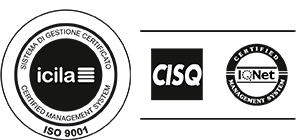 SISTEMA DI GESTIONE CERTIFICATO
icila
CERTIFIED MANAGEMENT SYSTEM
ISO 9001
CISQ
CERTIFIED
IQNet
MANAGEMENT SYSTEM